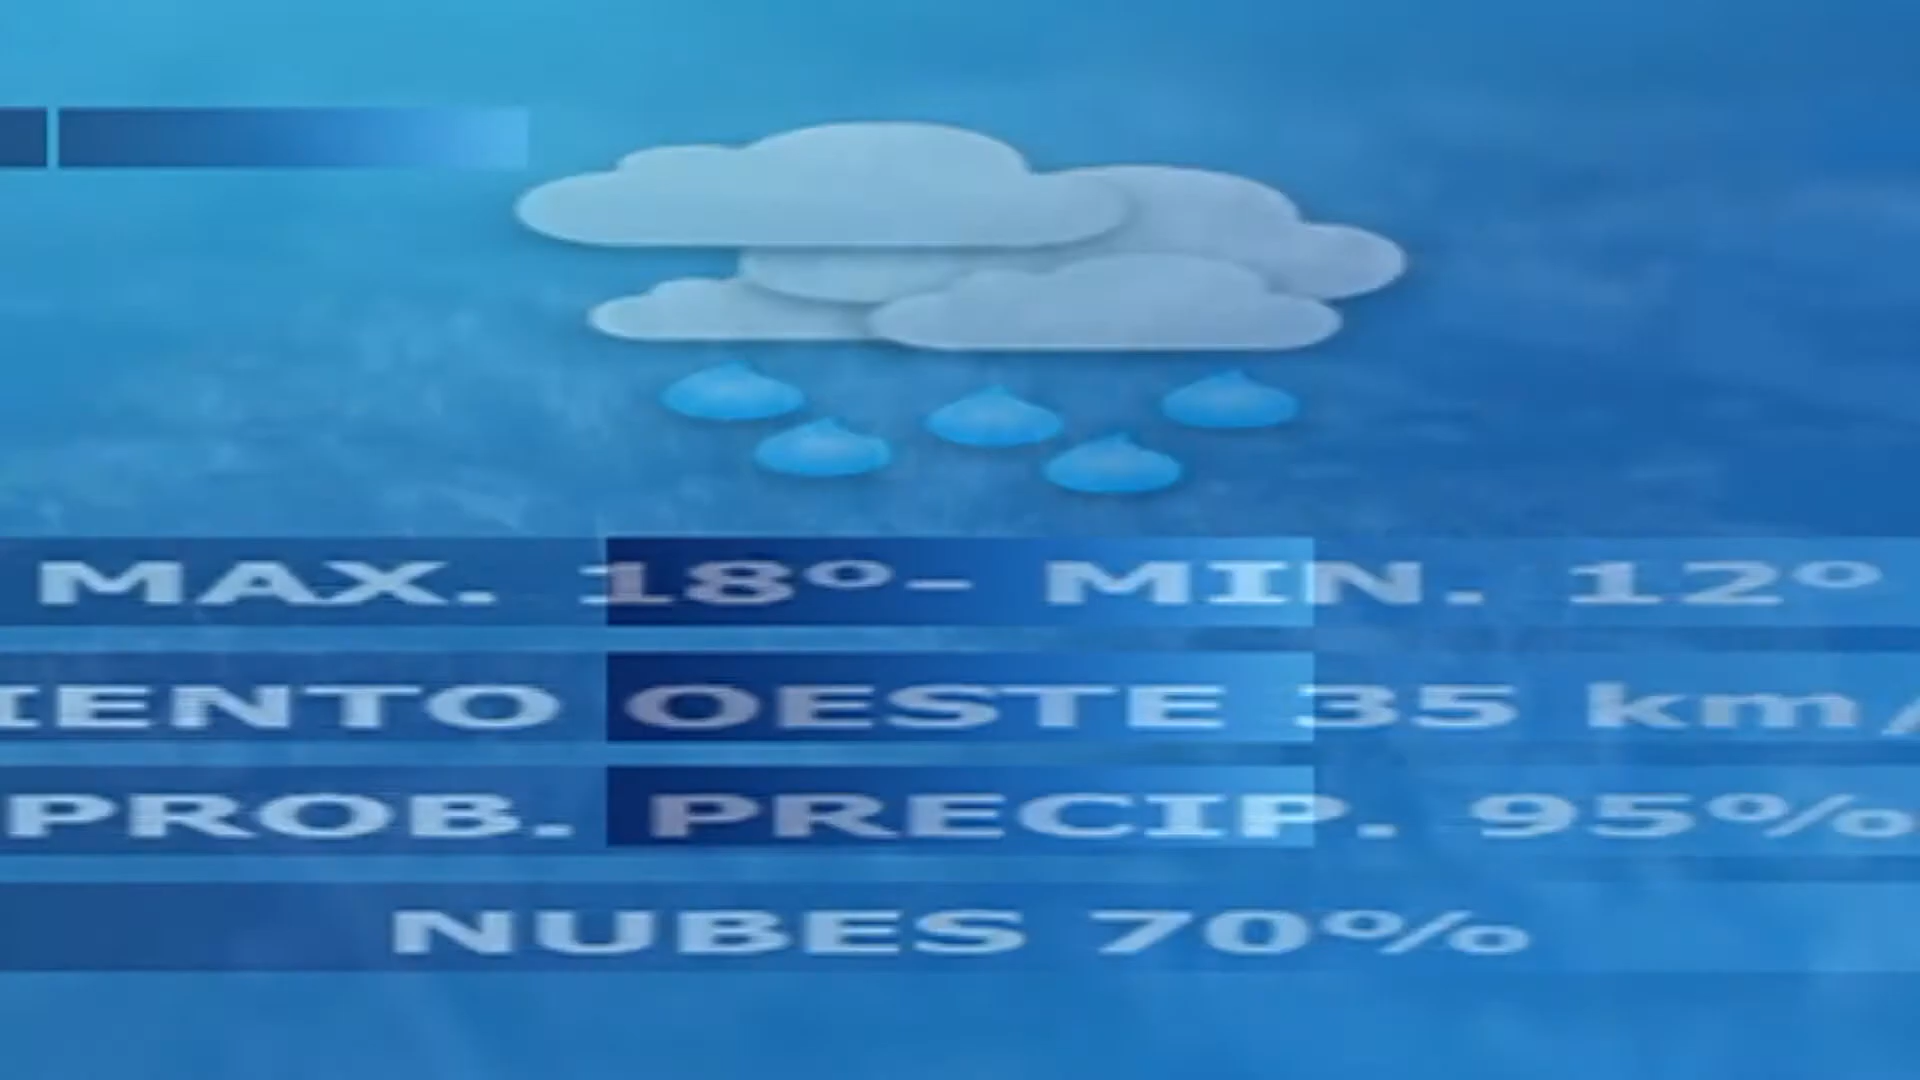 MAX. 18º- MIN. 12º
IENTO OESTE 35 km/
PROB. PRECIP. 95%
NUBES 70%